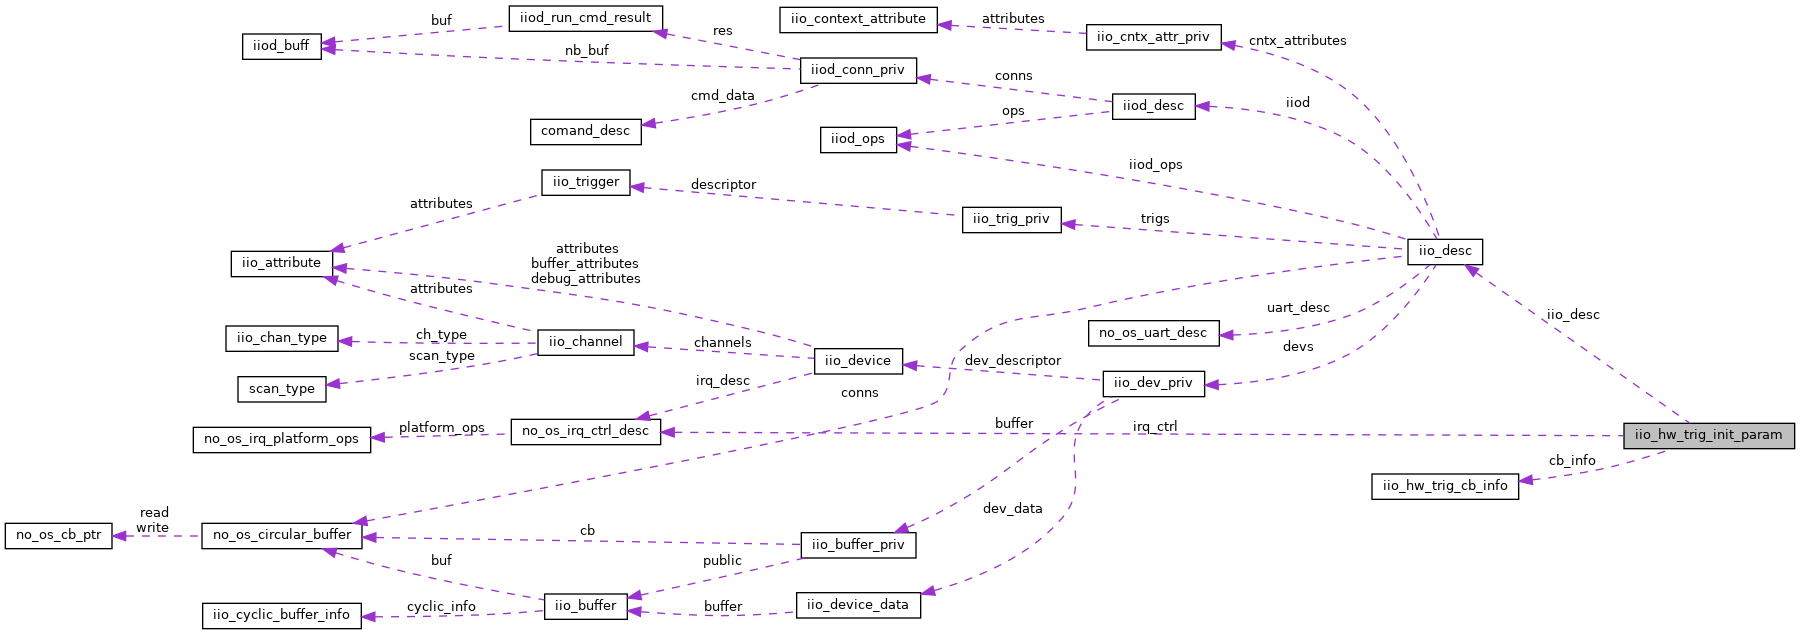 buf
iiod_run_cmd_result
iio_context_attribute
attributes
iio_cntx_attr_priv
cntx_attributes
iiod_buff
nb_buf
res
iiod_conn_priv
conns
cmd_data
iiod_desc
iiod
comand_desc
ops
iiod_ops
iiod_ops
iio_trigger
descriptor
attributes
iio_trig_priv
trigs
iio_desc
iio_attribute
attributes
buffer_attributes
debug_attributes
attributes
iio_desc
uart_desc
iio_chan_type
ch_type
iio_channel
channels
no_os_uart_desc
devs
scan_type
scan_type
iio_device
dev_descriptor
irq_desc
iio_dev_priv
conns
no_os_irq_platform_ops
platform_ops
no_os_irq_ctrl_desc
buffer
irq_ctrl
iio_hw_trig_init_param
cb_info
iio_hw_trig_cb_info
dev_data
no_os_cb_ptr
read
write
no_os_circular_buffer
cb
iio_buffer_priv
buf
public
iio_cyclic_buffer_info
cyclic_info
iio_buffer
buffer
iio_device_data